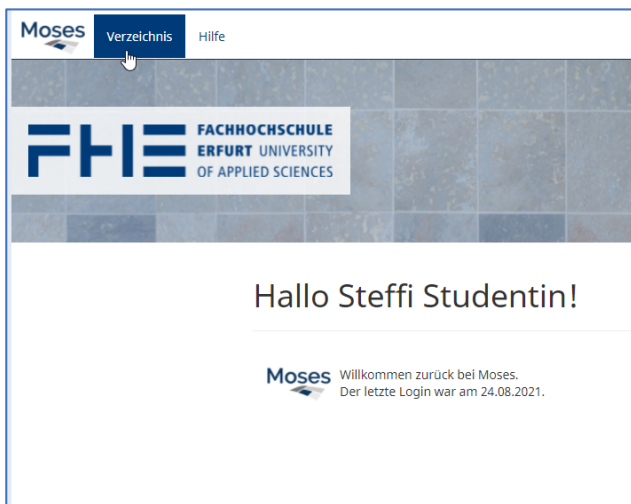 Moses Verzeichnis Hilfe
FHE
FACHHOCHSCHULE
ERFURT UNIVERSITY
OF APPLIED SCIENCES
Hallo Steffi Studentin!
Moses
Willkommen zurück bei Moses.
Der letzte Login war am 24.08.2021.